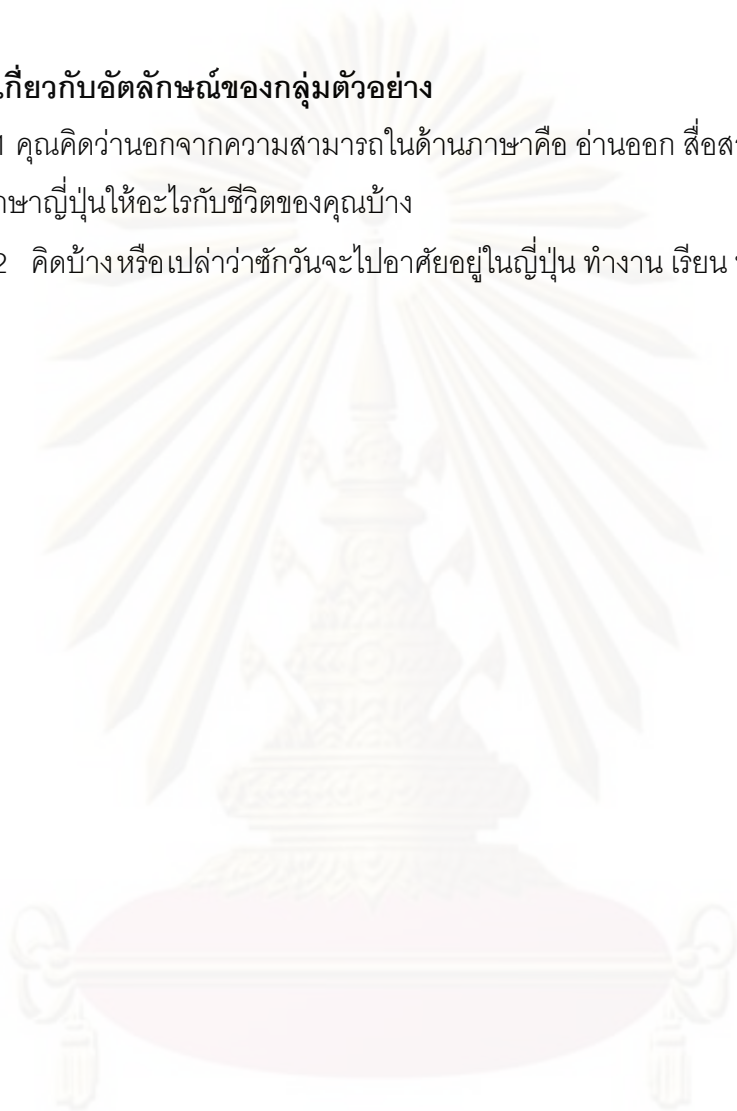 เกี่ยวกับอัตลักษณ์ของกลุ่มตัวอย่าง
1 คุณคิดว่านอกจากความสามารถในด้านภาษาคือ อ่านออก
ษาญี่ปุ่นให้อะไรกับชีวิตของคุณบ้าง
2 คิดบ้างหรือเปล่าว่าซักวันจะไปอาศัยอยู่ในญี่ปุ่น ทำงาน เรียน